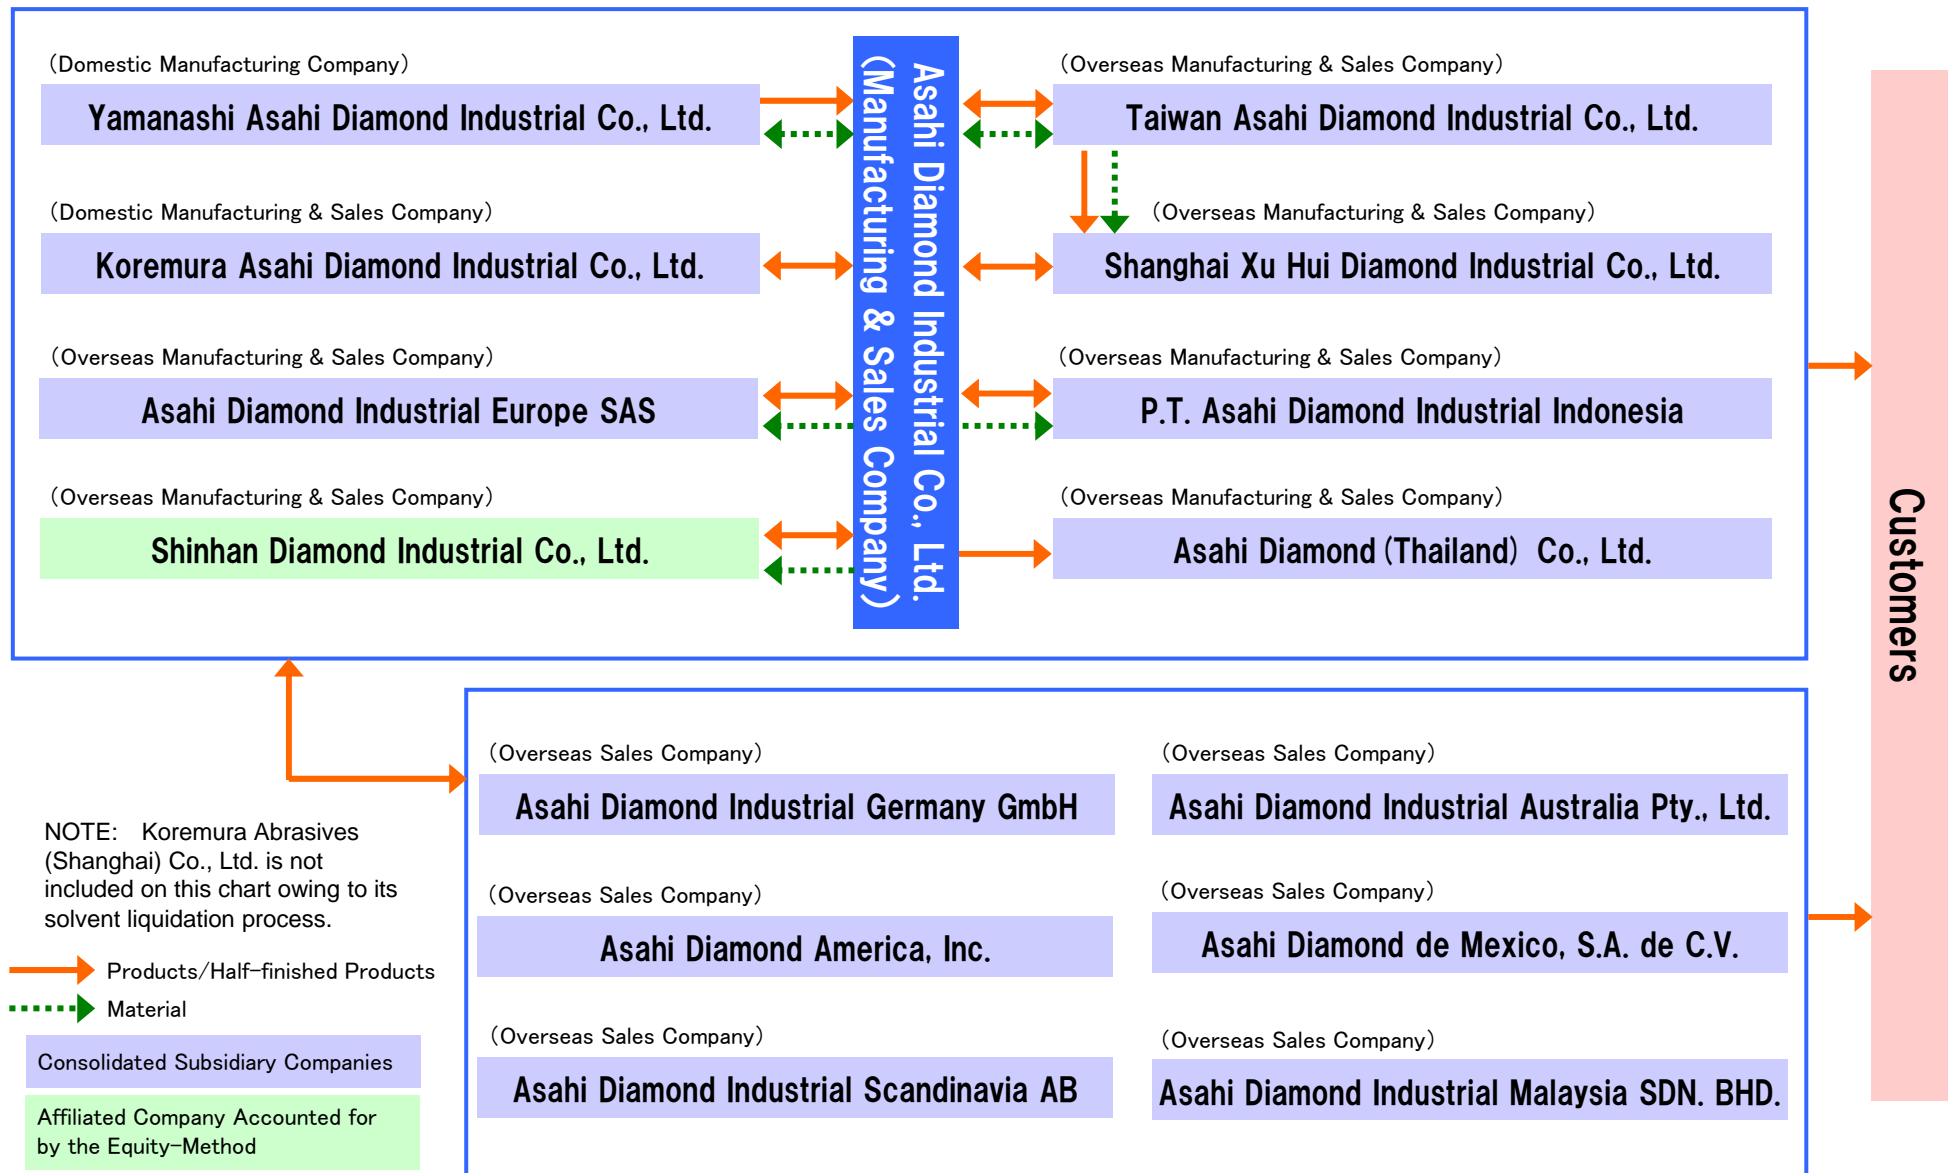 (Domestic Manufacturing Company)
Yamanashi Asahi Diamond Industrial Co., Ltd.
(Domestic Manufacturing & Sales Company)
Koremura Asahi Diamond Industrial Co., Ltd.
(Overseas Manufacturing & Sales Company)
Asahi Diamond Industrial Europe SAS
(Overseas Manufacturing & Sales Company)
Shinhan Diamond Industrial Co., Ltd.
Asahi Diamond Industrial Co., Ltd.
(Manufacturing & Sales Company)
(Overseas Manufacturing & Sales Company)
Taiwan Asahi Diamond Industrial Co., Ltd.
(Overseas Manufacturing & Sales Company)
Shanghai Xu Hui Diamond Industrial Co., Ltd.
(Overseas Manufacturing & Sales Company)
P.T. Asahi Diamond Industrial Indonesia
(Overseas Manufacturing & Sales Company)
Asahi Diamond (Thailand) Co., Ltd.
Customers
(Overseas Sales Company)
Asahi Diamond Industrial Germany GmbH
(Overseas Sales Company)
Asahi Diamond Industrial Australia Pty., Ltd.
(Overseas Sales Company)
Asahi Diamond America, Inc.
(Overseas Sales Company)
Asahi Diamond de Mexico, S.A. de C.V.
(Overseas Sales Company)
Asahi Diamond Industrial Scandinavia AB
(Overseas Sales Company)
Asahi Diamond Industrial Malaysia SDN. BHD.
NOTE: Koremura Abrasives
(Shanghai) Co., Ltd. is not
included on this chart owing to its
solvent liquidation process.
Products/Half-finished Products
Material
Consolidated Subsidiary Companies
Affiliated Company Accounted for
by the Equity-Method